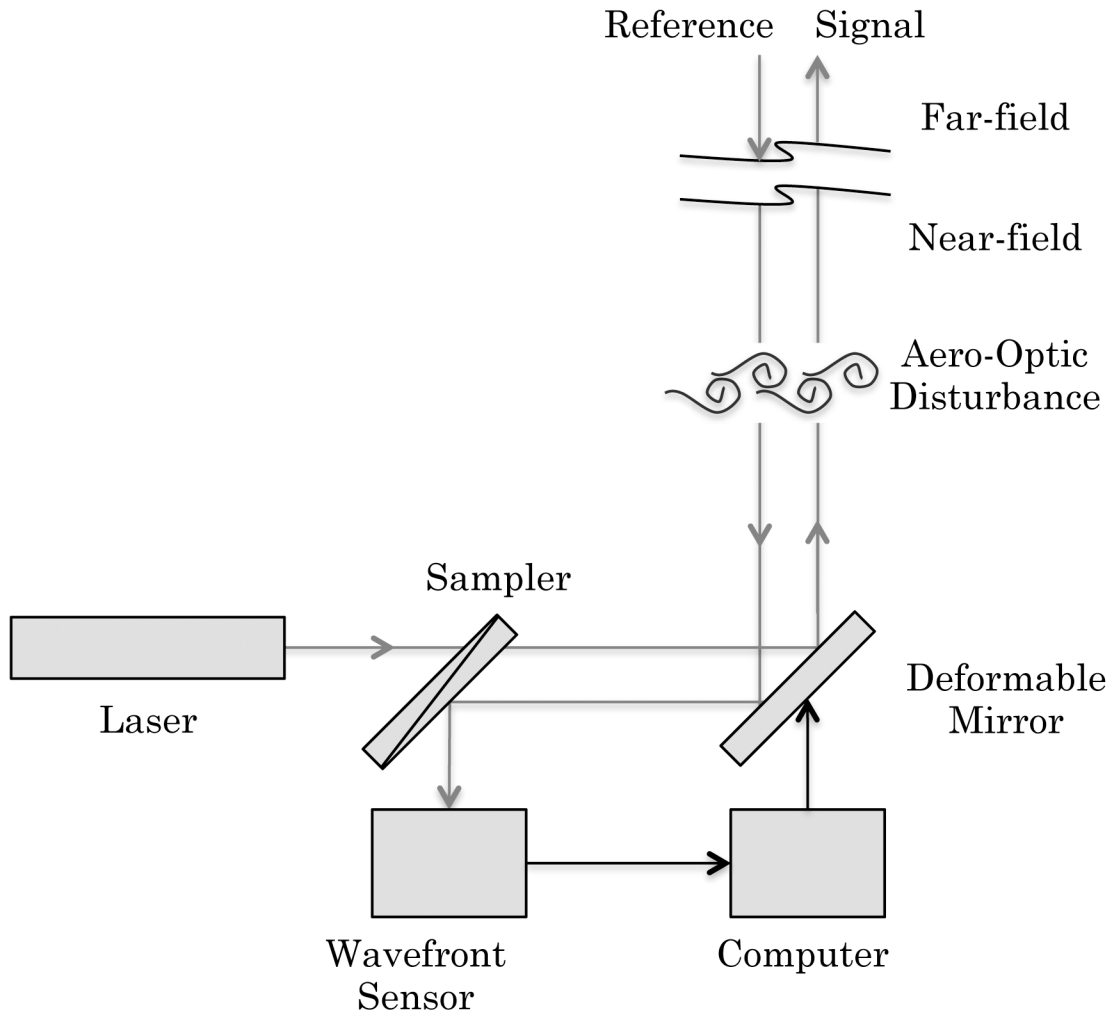 Reference Signal
Far-field
Near-field
Aero-Optic
Disturbance
Sampler
Laser
Deformable
Mirror
Wavefront
Sensor
Computer